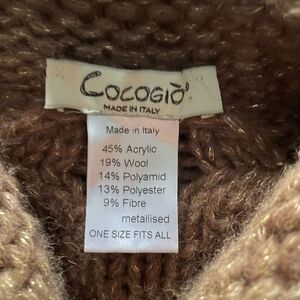 COCOGIÒ
MADE IN ITALY
Made in Italy
45% Acrylic
19% Wool
14% Polyamid
13% Polyester
9% Fibre
metallised
ONE SIZE FITS ALL